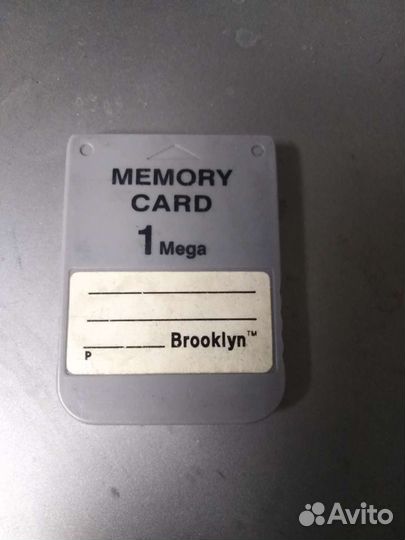 MEMORY
CARD
1 Mega
Brooklyn™
P
Avito